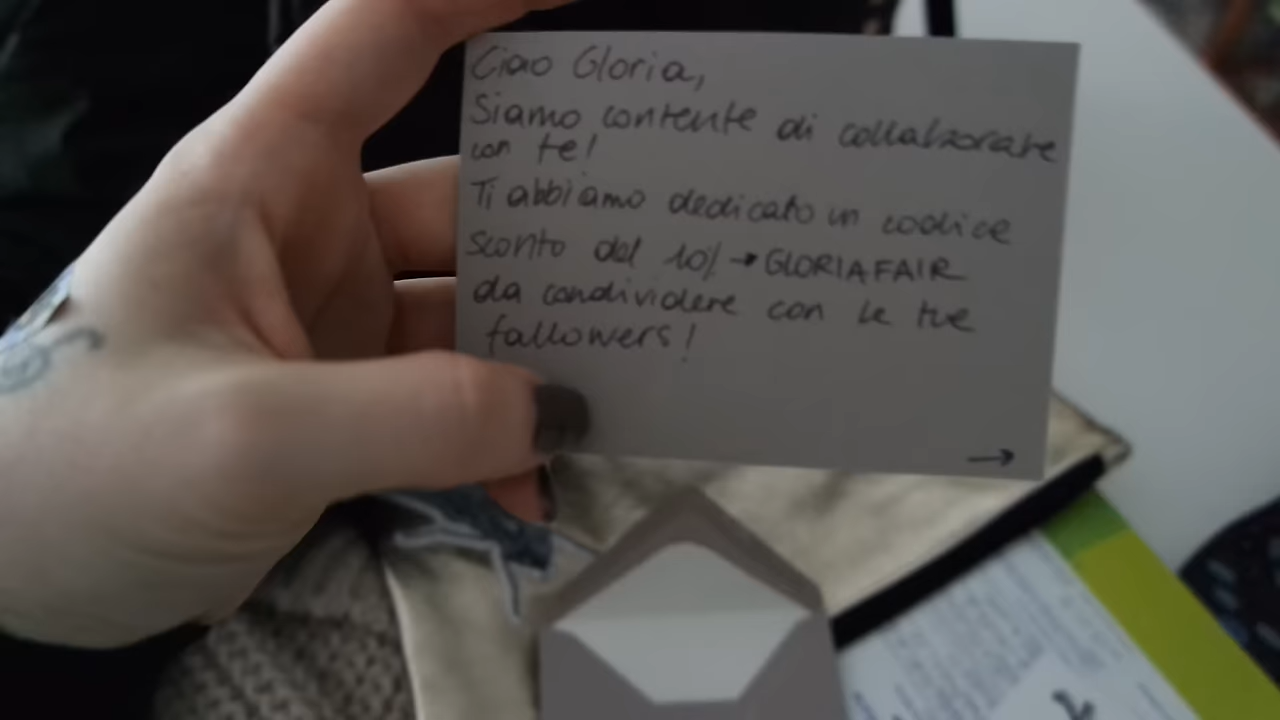 Ciao Gloria,
Siamo contente di collaborare
con te!
Ti abbiamo dedicato un codice
sconto del 10% → GLORIAFAIR
da condividere con le tue
followers!
→